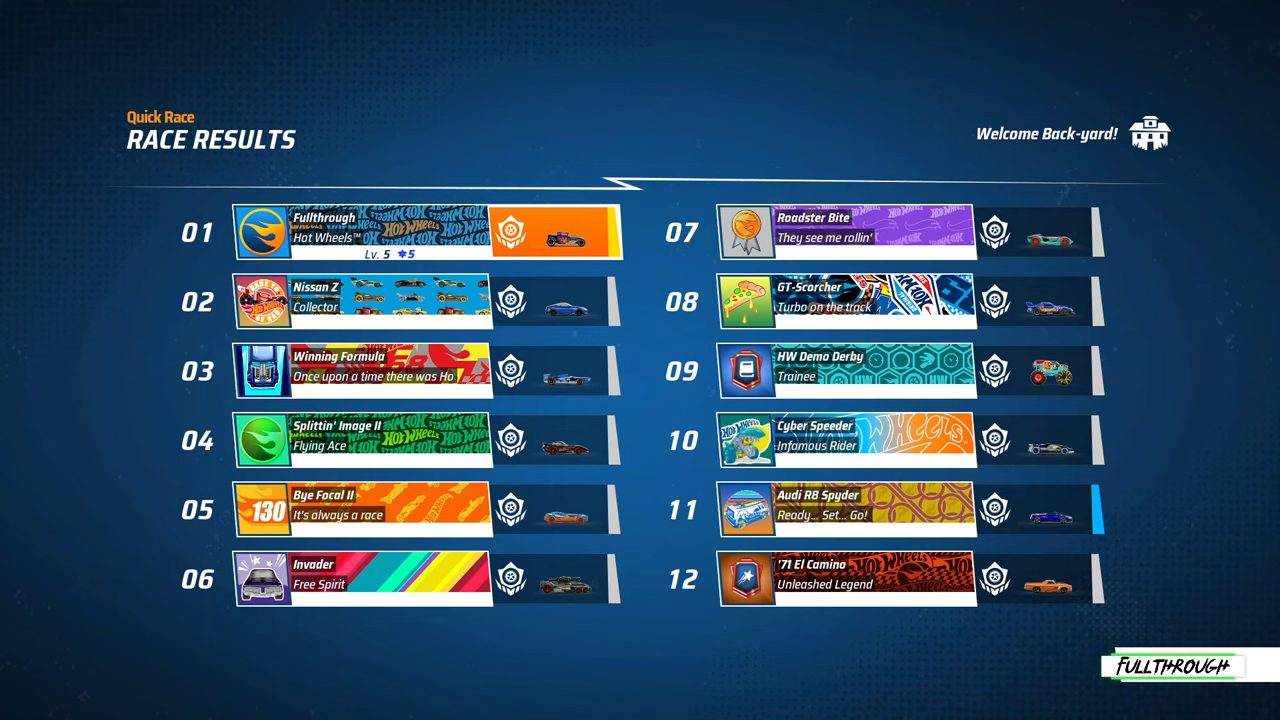 Quick Race
RACE RESULTS
Welcome Back-yard!
01
Fullthrough
Hot Wheels™
Lv. 5 5
02
Nissan Z
Collector
03
Winning Formula
Once upon a time there was Ho
04
Splittin' Image II
Flying Ace
05
130
Bye Focal II
It's always a race
06
Invader
Free Spirit
07
Roadster Bite
They see me rollin'
08
GT-Scorcher
Turbo on the track
09
HW Demo Derby
Trainee
10
Cyber Speeder
Infamous Rider
11
Audi R8 Spyder
Ready... Set... Go!
12
'71 El Camino
Unleashed Legend
FULLTHROUGH